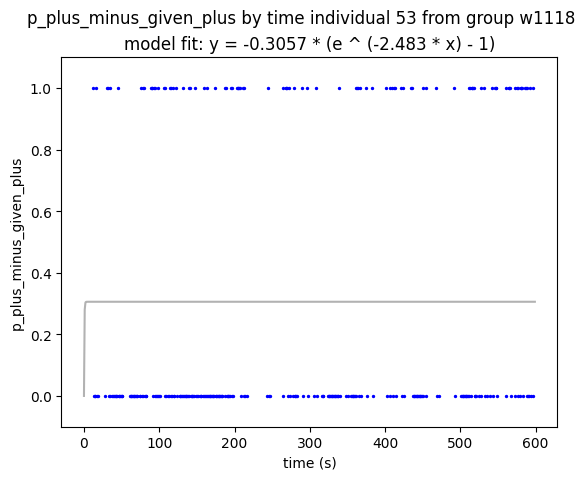 p_plus_minus_given_plus by time individual 53 from group w1118
model fit: y = -0.3057 * (e ^ (-2.483 * x) - 1)
1.0
0.8
0.6
0.4
0.2
0.0
p_plus_minus_given_plus
0 100 200 300 400 500 600
time (s)